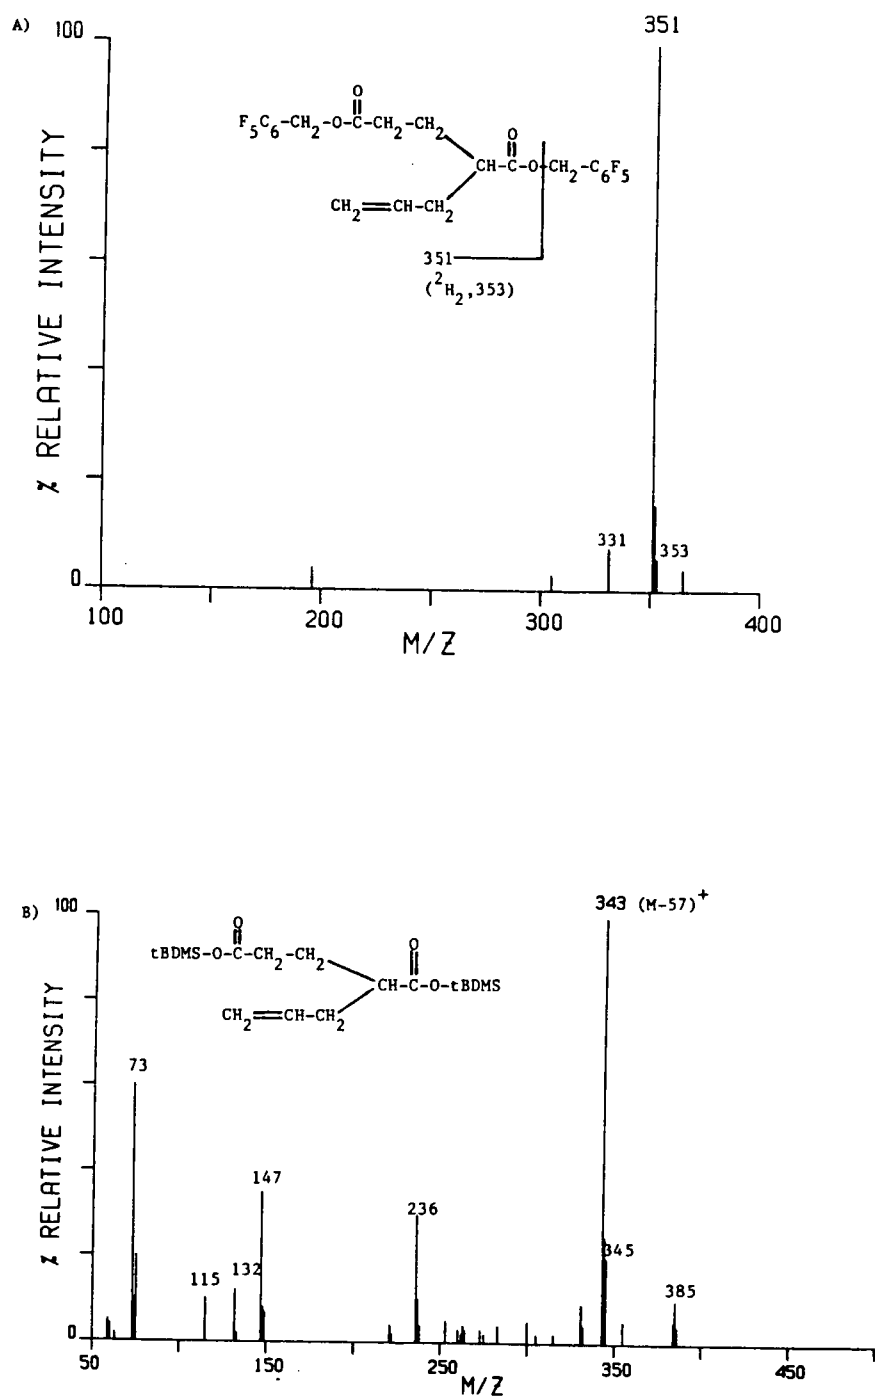 A)
100
351
O
F5C6-CH2-O-C-CH2-CH2
O
CH-C-O-CH2-C6F5
CH2=CH-CH2
351
(2H2,353)
% RELATIVE INTENSITY
331
353
0
100
200
300
400
M/Z
B)
100
343 (M-57)+
O
tBDMS-O-C-CH2-CH2
O
CH-C-O-tBDMS
CH2=CH-CH2
% RELATIVE INTENSITY
73
147
236
115
132
345
385
0
50
150
250
350
450
M/Z